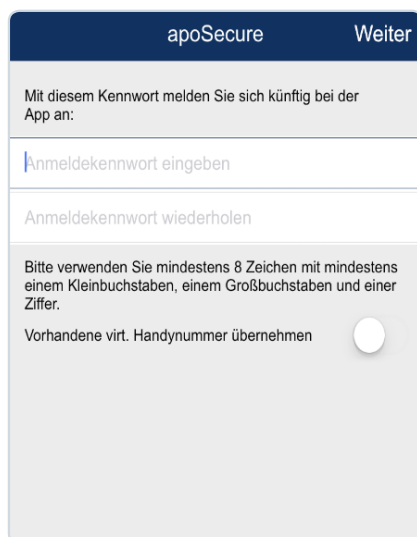 apoSecure Weiter
Mit diesem Kennwort melden Sie sich künftig bei der
App an:
Anmeldekennwort eingeben
Anmeldekennwort wiederholen
Bitte verwenden Sie mindestens 8 Zeichen mit mindestens
einem Kleinbuchstaben, einem Großbuchstaben und einer
Ziffer.
Vorhandene virt. Handynummer übernehmen